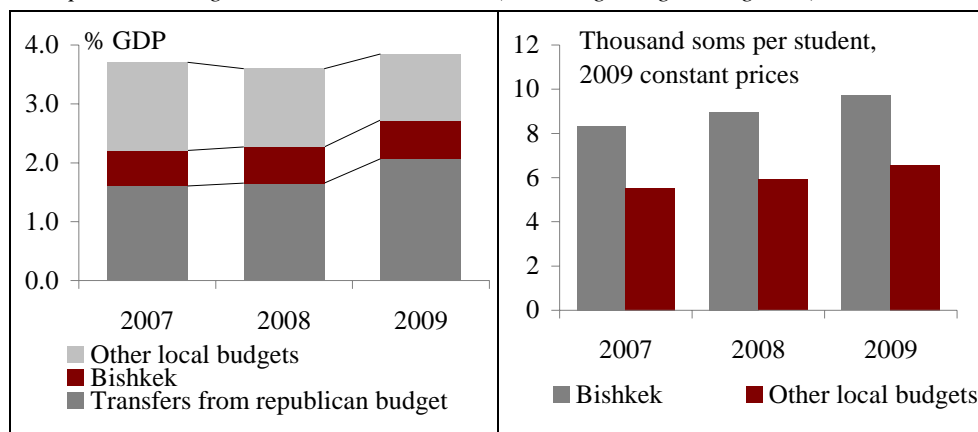 % GDP
4.0
3.0
2.0
1.0
0.0
2007 2008 2009
Other local budgets
Bishkek
Transfers from republican budget
Thousand soms per student,
2009 constant prices
12
10
8
6
4
2
0
2007 2008 2009
Bishkek Other local budgets